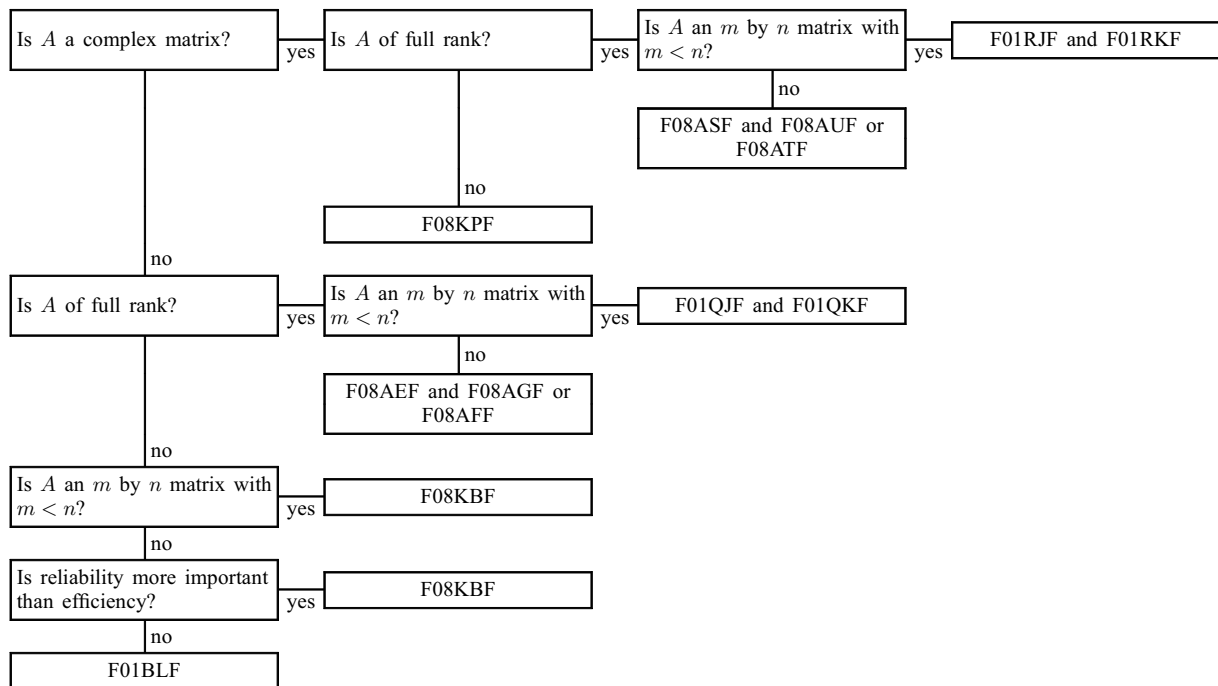 Is A a complex matrix?
yes
Is A of full rank?
yes
Is A an m by n matrix with
m < n?
yes
F01RJF and F01RKF
no
F08ASF and F08AUF or
F08ATF
no
F08KPF
no
Is A of full rank?
yes
Is A an m by n matrix with
m < n?
yes
F01QJF and F01QKF
no
F08AEF and F08AGF or
F08AFF
no
Is A an m by n matrix with
m < n?
yes
F08KBF
no
Is reliability more important
than efficiency?
yes
F08KBF
no
F01BLF